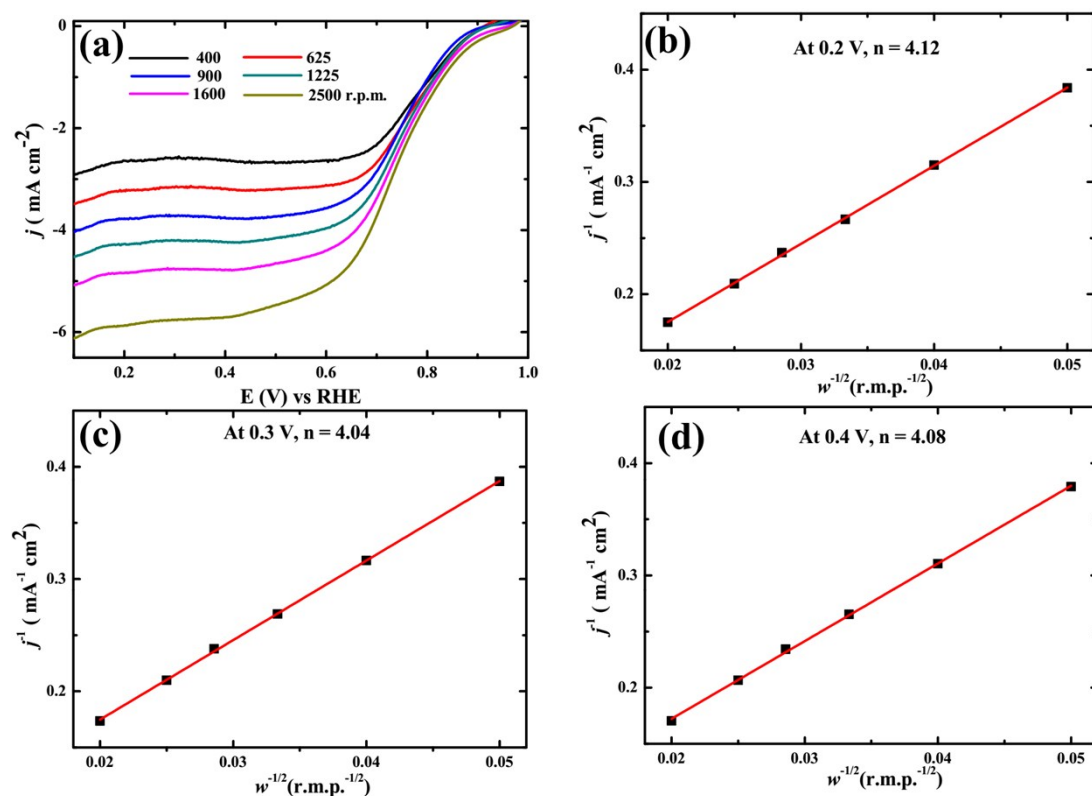 (a)
400
625
900
1225
1600
2500 r.p.m.
0
-2
-4
-6
j ( mA cm-2)
0.2 0.4 0.6 0.8 1.0
E (V) vs RHE
(b)
At 0.2 V, n = 4.12
0.4
0.3
0.2
j-1 ( mA-1 cm2)
0.02 0.03 0.04 0.05
w-1/2(r.m.p.-1/2)
(c)
At 0.3 V, n = 4.04
0.4
0.3
0.2
j-1 ( mA-1 cm2)
0.02 0.03 0.04 0.05
w-1/2(r.m.p.-1/2)
(d)
At 0.4 V, n = 4.08
0.4
0.3
0.2
j-1 ( mA-1 cm2)
0.02 0.03 0.04 0.05
w-1/2(r.m.p.-1/2)